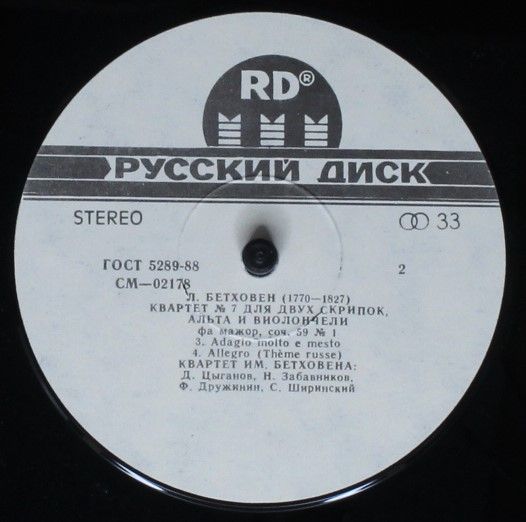 RD®
РУССКИЙ ДИСК
STEREO 33
ГОСТ 5289-88 2
СМ—02178
Л. БЕТХОВЕН (1770—1827)
КВАРТЕТ № 7 ДЛЯ ДВУХ СКРИПОК,
АЛЬТА И ВИОЛОНЧЕЛИ
фа мажор, соч. 59 № 1
3. Adagio molto e mesto
4. Allegro (Thème russe)
КВАРТЕТ ИМ. БЕТХОВЕНА:
Д. Цыганов, Н. Забавников,
Ф. Дружинин, С. Ширинский